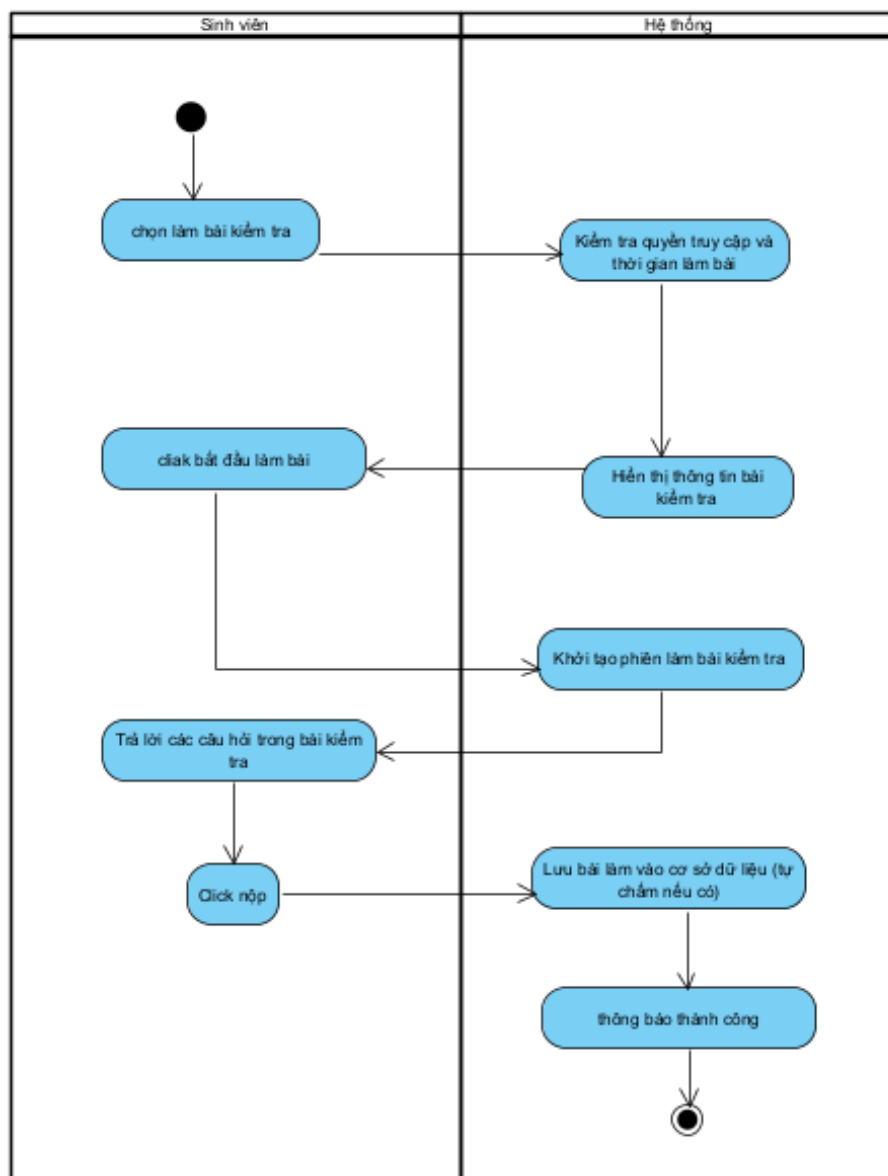 Sinh viên
Hệ thống
chọn làm bài kiểm tra
Kiểm tra quyền truy cập và
thời gian làm bài
Hiển thị thông tin bài
kiểm tra
cliak bắt đầu làm bài
Khởi tạo phiên làm bài kiểm tra
Trả lời các câu hỏi trong bài kiểm
tra
Click nộp
Lưu bài làm vào cơ sở dữ liệu (tự
chấm nếu có)
thông báo thành công